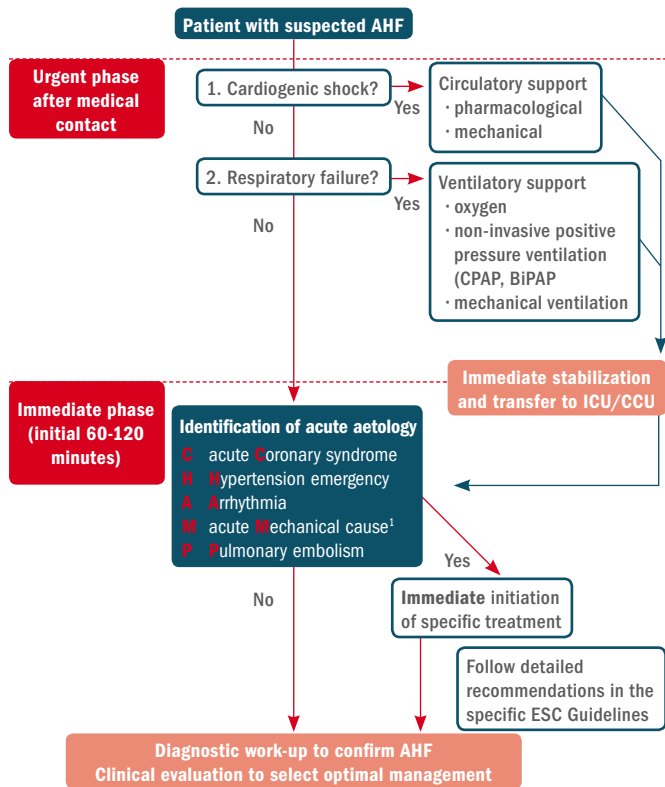 Patient with suspected AHF
Urgent phase
after medical
contact
1. Cardiogenic shock?
Yes
Circulatory support
· pharmacological
· mechanical
No
2. Respiratory failure?
Yes
Ventilatory support
· oxygen
· non-invasive positive
pressure ventilation
(CPAP, BiPAP
· mechanical ventilation
No
Immediate stabilization
and transfer to ICU/CCU
Immediate phase
(initial 60-120
minutes)
Identification of acute aetology
C acute Coronary syndrome
H Hypertension emergency
A Arrhythmia
M acute Mechanical cause¹
P Pulmonary embolism
Yes
No
Immediate initiation
of specific treatment
Follow detailed
recommendations in the
specific ESC Guidelines
Diagnostic work-up to confirm AHF
Clinical evaluation to select optimal management